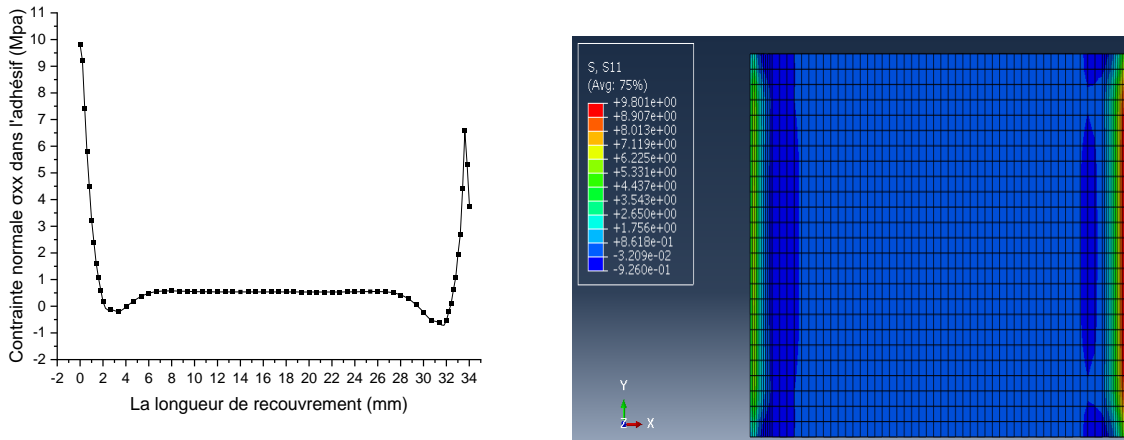 Contrainte normale σxx dans l'adhésif (Mpa)
11
10
9
8
7
6
5
4
3
2
1
0
-1
-2
-2 0 2 4 6 8 10 12 14 16 18 20 22 24 26 28 30 32 34
La longueur de recouvrement (mm)
S, S11
(Avg: 75%)
+9.801e+00
+8.907e+00
+8.013e+00
+7.119e+00
+6.225e+00
+5.331e+00
+4.437e+00
+3.543e+00
+2.650e+00
+1.756e+00
+8.618e-01
-3.209e-02
-9.260e-01
Y
Z X